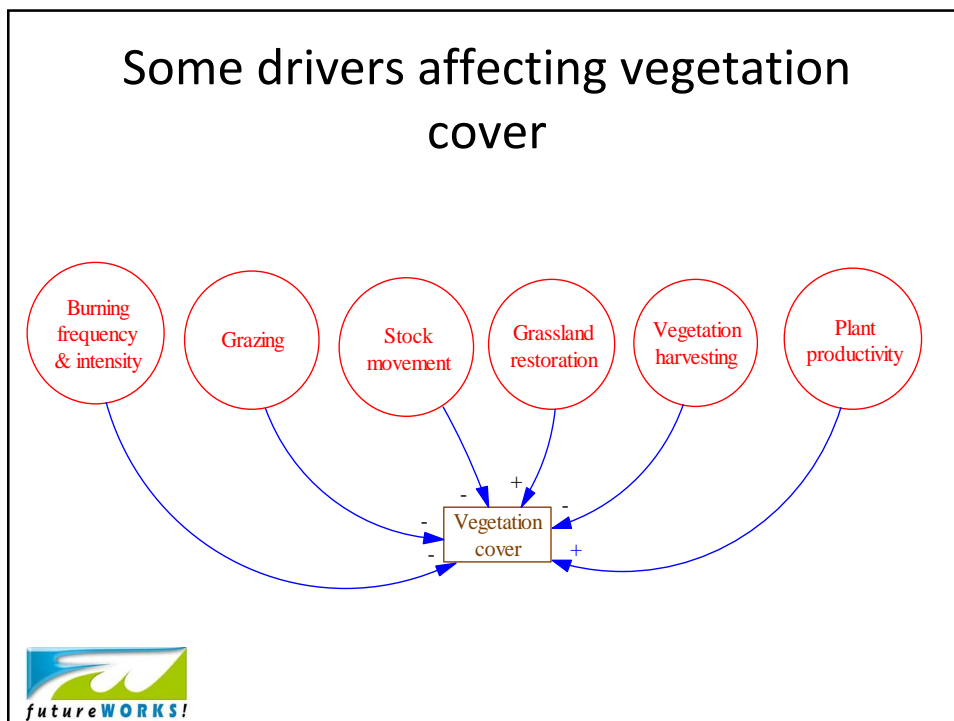 Some drivers affecting vegetation
cover
Burning
frequency
& intensity
Grazing
Stock
movement
Grassland
restoration
Vegetation
harvesting
Plant
productivity
-
-
-
+
-
+
Vegetation
cover
futureWORKS!